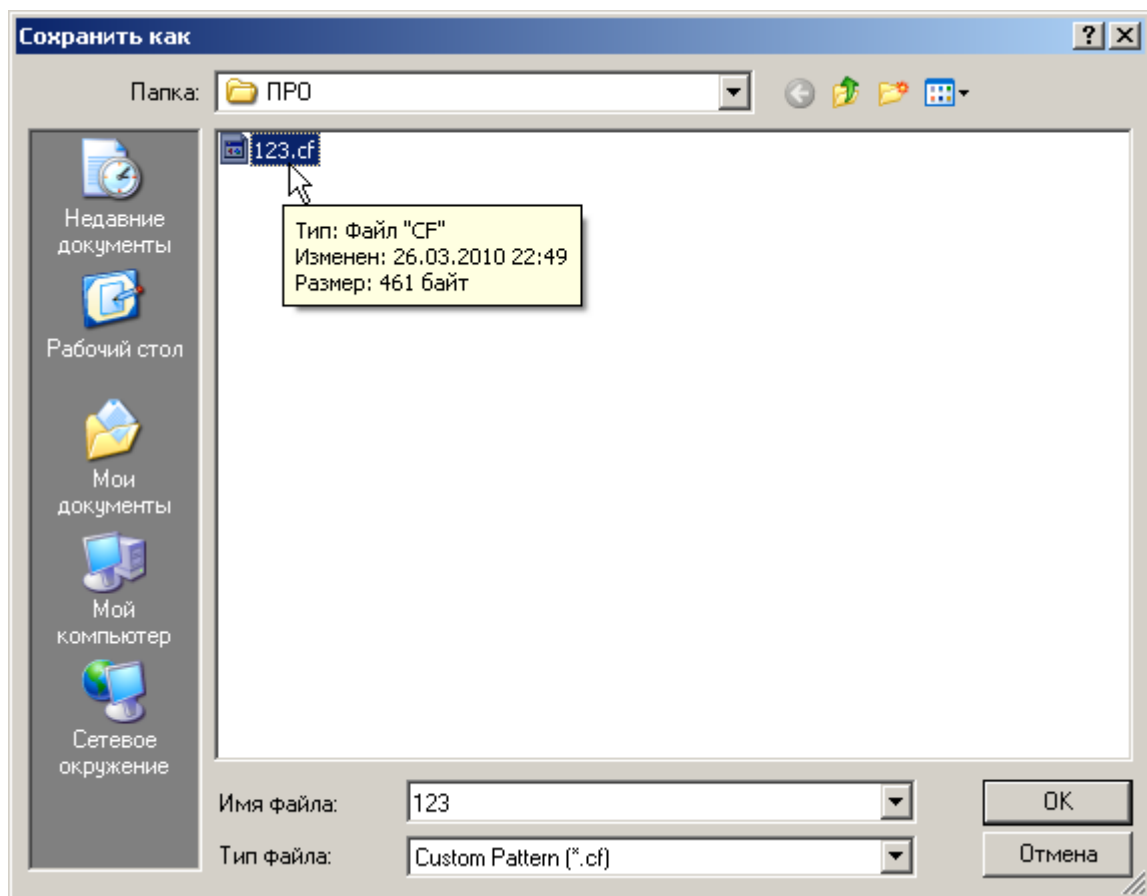 Сохранить как
Папка:
ПРО
123.cf
Тип: Файл "CF"
Изменен: 26.03.2010 22:49
Размер: 461 байт
Недавние
документы
Рабочий стол
Мои
документы
Мой
компьютер
Сетевое
окружение
Имя файла:
123
OK
Тип файла:
Custom Pattern (*.cf)
Отмена